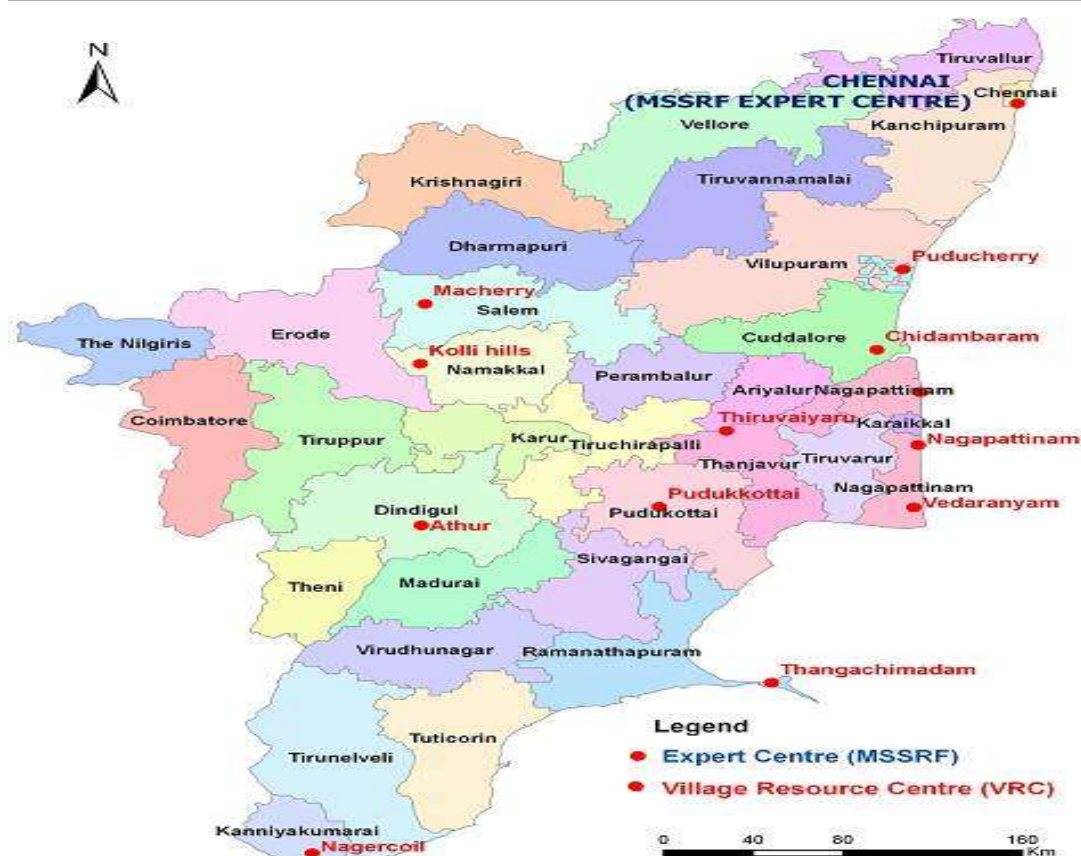 N
Tiruvallur
CHENNAI
(MSSRF EXPERT CENTRE)
Chennai
Vellore
Kanchipuram
Krishnagiri
Tiruvannamalai
Dharmapuri
Vilupuram
Puducherry
Macherry
Salem
Erode
The Nilgiris
Cuddalore
Chidambaram
Kolli hills
Namakkal
Perambalur
Ariyalur
Nagapattinam
Coimbatore
Thiruvaiyaru
Karaikkal
Tiruppur
Karur
Tiruchirapalli
Nagapattinam
Thanjavur
Tiruvarur
Nagapattinam
Pudukkottai
Vedaranyam
Dindigul
Pudukottai
Athur
Sivagangai
Theni
Madurai
Virudhunagar
Ramanathapuram
Thangachimadam
Legend
Tuticorin
Expert Centre (MSSRF)
Tirunelveli
Village Resource Centre (VRC)
Kanniyakumarai
Nagercoil
0 40 80 160
Km